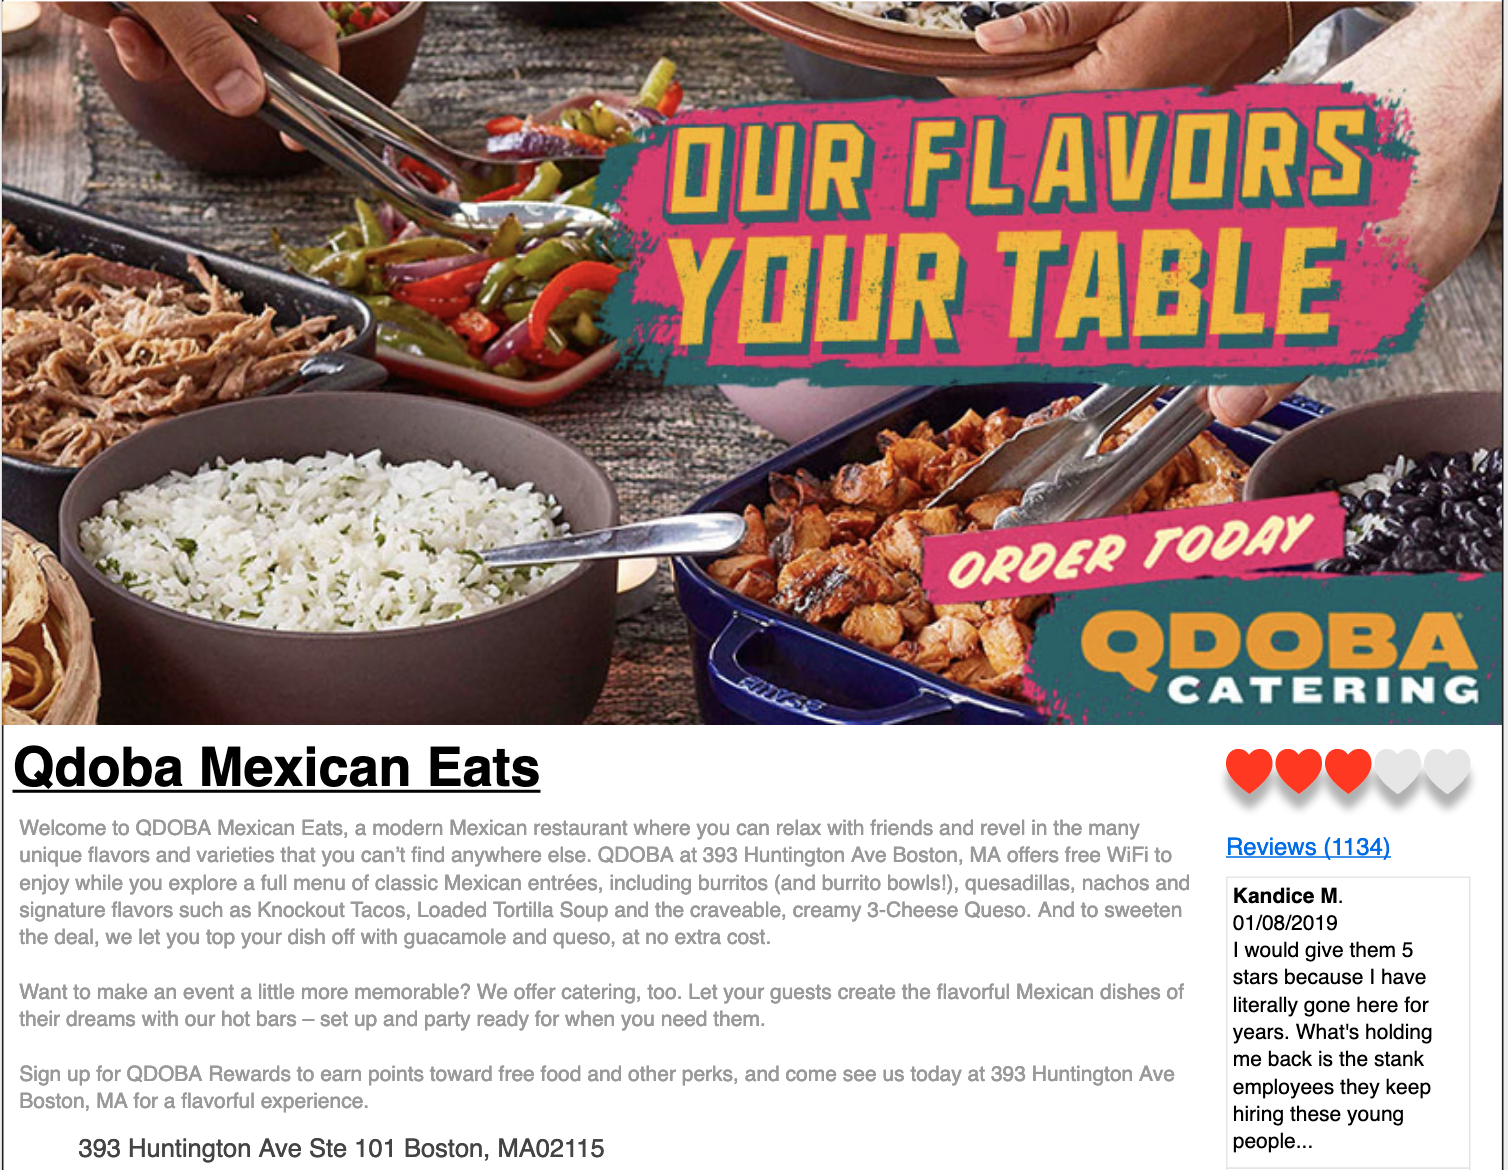 OUR FLAVORS
YOUR TABLE
ORDER TODAY
QDOBA
CATERING
Qdoba Mexican Eats
Welcome to QDOBA Mexican Eats, a modern Mexican restaurant where you can relax with friends and revel in the many
unique flavors and varieties that you can’t find anywhere else. QDOBA at 393 Huntington Ave Boston, MA offers free WiFi to
enjoy while you explore a full menu of classic Mexican entrées, including burritos (and burrito bowls!), quesadillas, nachos and
signature flavors such as Knockout Tacos, Loaded Tortilla Soup and the craveable, creamy 3-Cheese Queso. And to sweeten
the deal, we let you top your dish off with guacamole and queso, at no extra cost.
Want to make an event a little more memorable? We offer catering, too. Let your guests create the flavorful Mexican dishes of
their dreams with our hot bars – set up and party ready for when you need them.
Sign up for QDOBA Rewards to earn points toward free food and other perks, and come see us today at 393 Huntington Ave
Boston, MA for a flavorful experience.
393 Huntington Ave Ste 101 Boston, MA02115
Reviews (1134)
Kandice M.
01/08/2019
I would give them 5
stars because I have
literally gone here for
years. What's holding
me back is the stank
employees they keep
hiring these young
people...